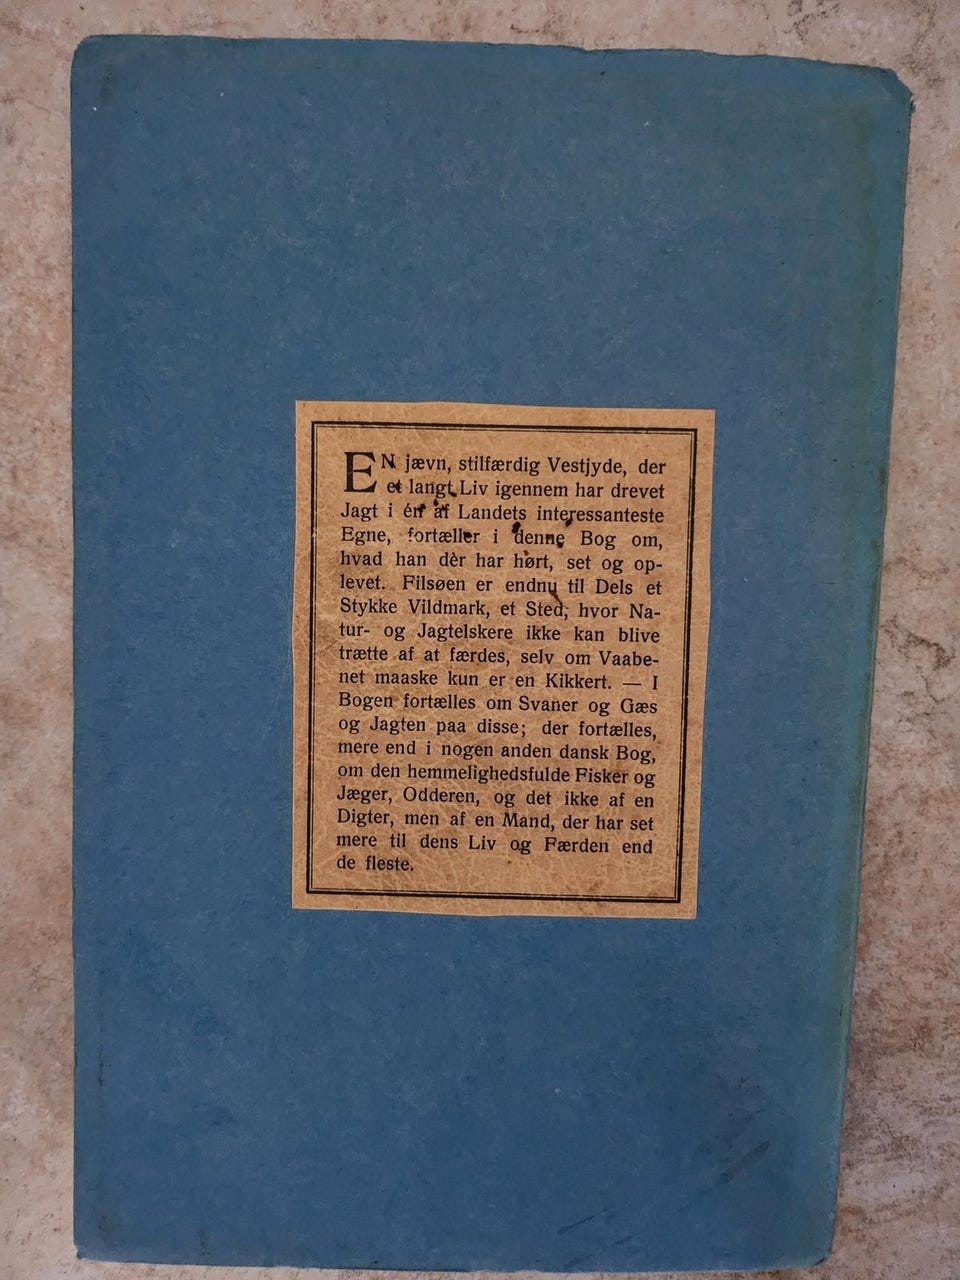 EN jævn, stilfærdig Vestjyde, der
et langt Liv igennem har drevet
Jagt i én af Landets interessanteste
Egne, fortæller i denne Bog om,
hvad han dèr har hørt, set og op-
levet. Filsøen er endnu til Dels et
Stykke Vildmark, et Sted, hvor Na-
tur- og Jagtelskere ikke kan blive
trætte af at færdes, selv om Vaabe-
net maaske kun er en Kikkert. — I
Bogen fortælles om Svaner og Gæs
og Jagten paa disse; der fortælles,
mere end i nogen anden dansk Bog,
om den hemmelighedsfulde Fisker og
Jæger, Odderen, og det ikke af en
Digter, men af en Mand, der har set
mere til dens Liv og Færden end
de fleste.